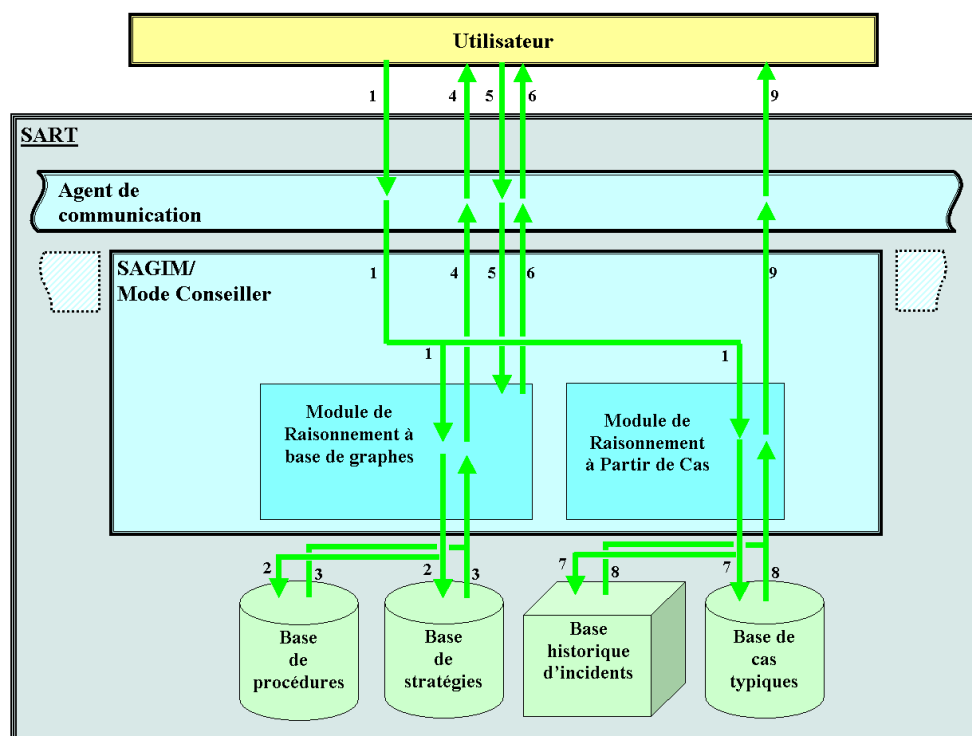 Utilisateur
1 4 5 6 9
SART
Agent de
communication
SAGIM/
Mode Conseiller
1 4 5 6 9
1 1
Module de
Raisonnement à
base de graphes
Module de
Raisonnement
à Partir de Cas
2 3 2 3 7 8 7 8
Base
de
procédures
Base
de
stratégies
Base
historique
d'incidents
Base de
cas
typiques